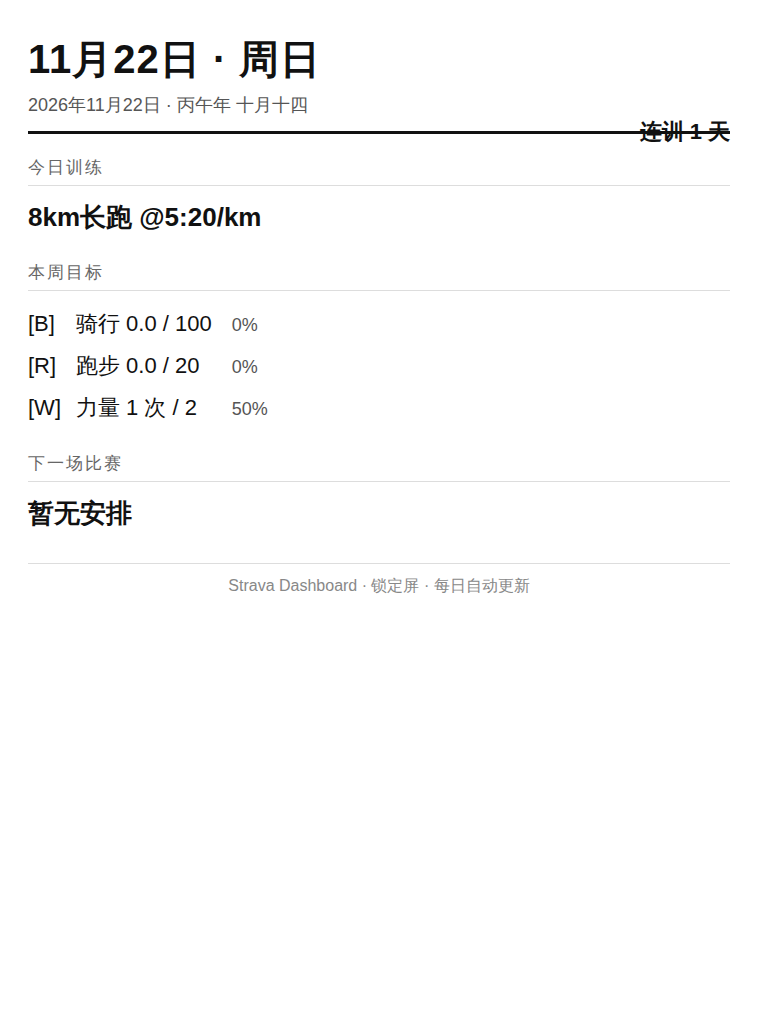 11月22日 · 周日
2026年11月22日 · 丙午年 十月十四
连训 1 天
今日训练
8km长跑 @5:20/km
本周目标
[B] 骑行 0.0 / 100 0%
[R] 跑步 0.0 / 20 0%
[W] 力量 1 次 / 2 50%
下一场比赛
暂无安排
Strava Dashboard · 锁定屏 · 每日自动更新